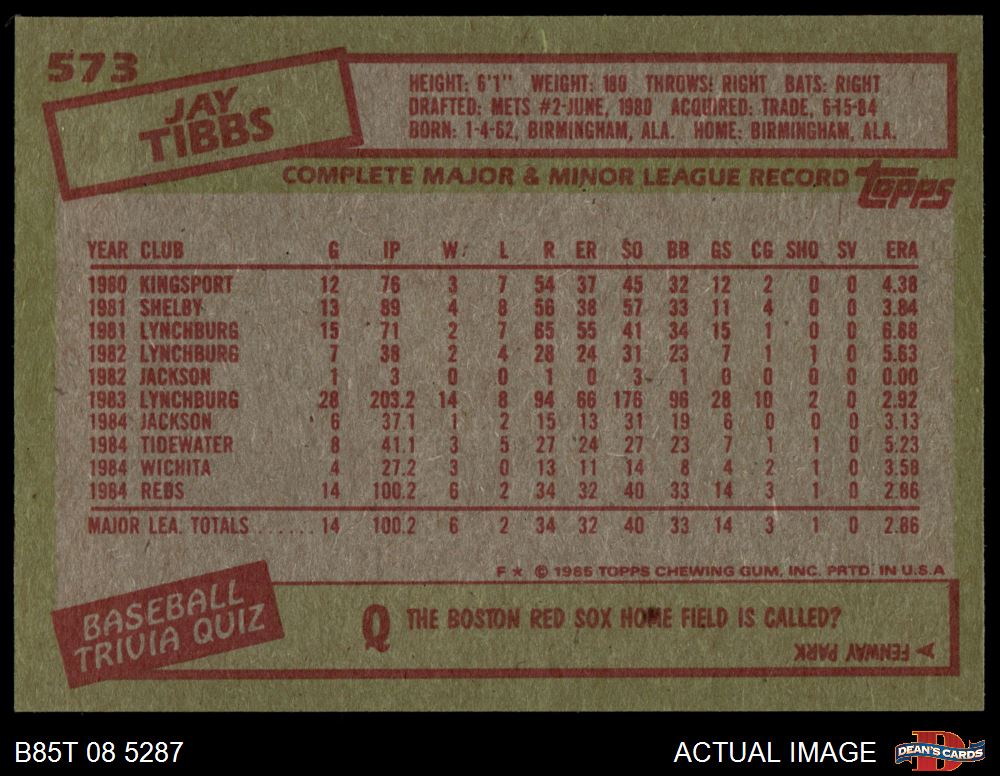 573
JAY
TIBBS
HEIGHT: 6'1" WEIGHT: 180 THROWS: RIGHT BATS: RIGHT
DRAFTED: METS #2-JUNE, 1980 ACQUIRED: TRADE, 6-15-84
BORN: 1-4-62, BIRMINGHAM, ALA. HOME: BIRMINGHAM, ALA.
COMPLETE MAJOR & MINOR LEAGUE RECORD
TOPPS
YEAR CLUB G IP W L R ER SO BB GS CG SHO SV ERA
1980 KINGSPORT 12 76 3 7 54 37 45 32 12 2 0 0 4.38
1981 SHELBY 13 89 4 8 56 38 57 33 11 4 0 0 3.84
1981 LYNCHBURG 15 71 2 7 65 55 41 34 15 1 0 0 6.88
1982 LYNCHBURG 7 38 2 4 28 24 31 23 7 1 1 0 5.63
1982 JACKSON 1 3 0 0 1 0 3 1 0 0 0 0 0.00
1983 LYNCHBURG 28 203.2 14 8 94 66 176 96 28 10 2 0 2.92
1984 JACKSON 6 37.1 1 2 15 13 31 19 6 0 0 0 3.13
1984 TIDEWATER 8 41.1 3 5 27 24 27 23 7 1 1 0 5.23
1984 WICHITA 4 27.2 3 0 13 11 14 8 4 2 1 0 3.58
1984 REDS 14 100.2 6 2 34 32 40 33 14 3 1 0 2.86
MAJOR LEA. TOTALS ...... 14 100.2 6 2 34 32 40 33 14 3 1 0 2.86
F★ © 1985 TOPPS CHEWING GUM, INC. PRTD. IN U.S.A
BASEBALL
TRIVIA QUIZ
Q THE BOSTON RED SOX HOME FIELD IS CALLED?
A FENWAY PARK
B85T 08 5287
ACTUAL IMAGE
D
DEAN'S CARDS